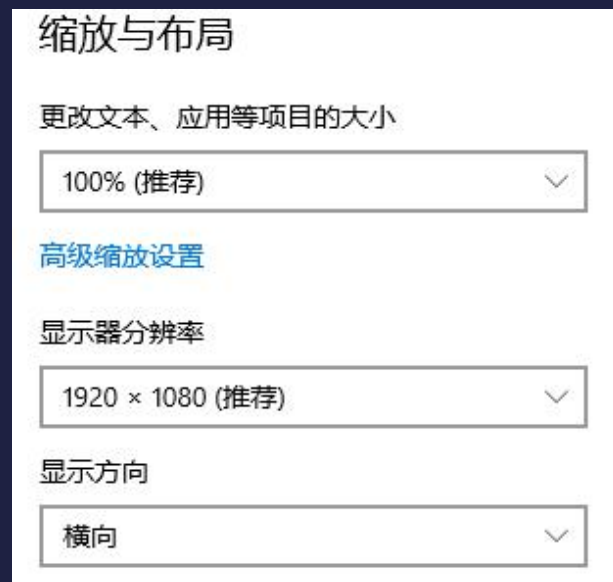 缩放与布局
更改文本、应用等项目的大小
100% (推荐)
高级缩放设置
显示器分辨率
1920 × 1080 (推荐)
显示方向
横向